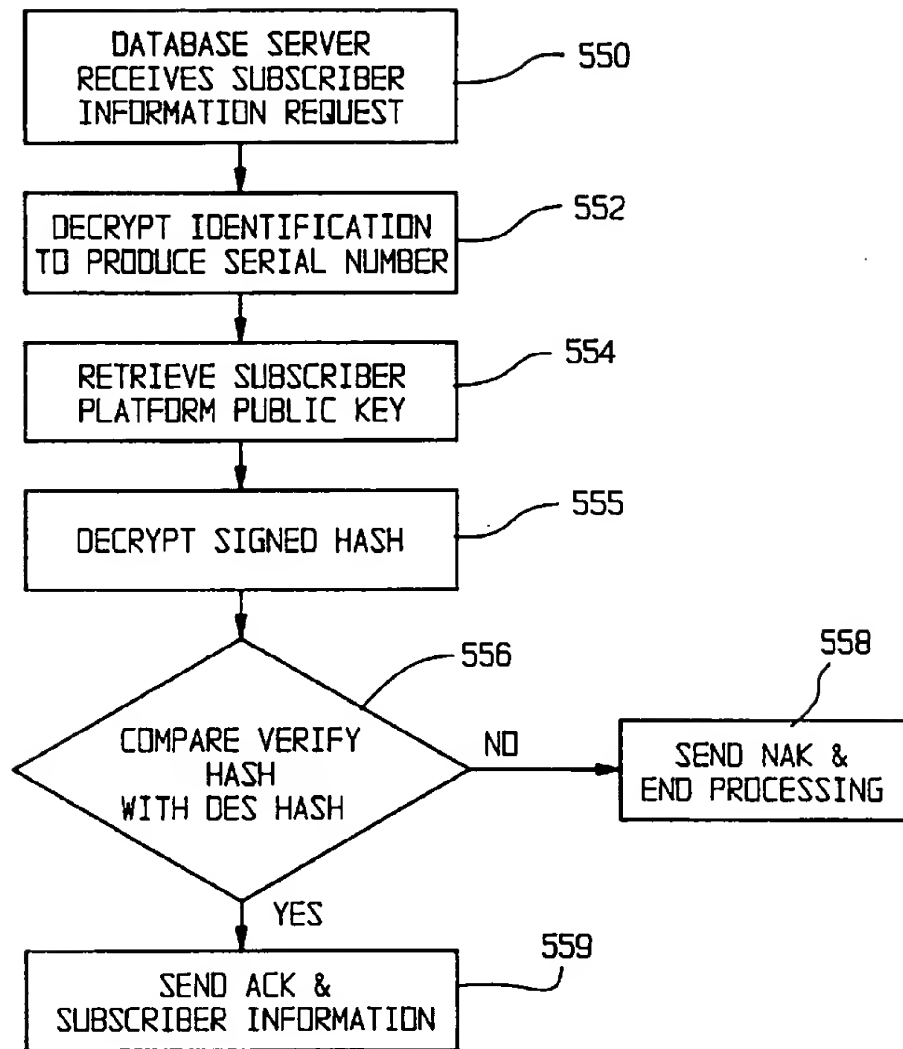 DATABASE SERVER
RECEIVES SUBSCRIBER
INFORMATION REQUEST
550
DECRYPT IDENTIFICATION
TO PRODUCE SERIAL NUMBER
552
RETRIEVE SUBSCRIBER
PLATFORM PUBLIC KEY
554
DECRYPT SIGNED HASH
555
COMPARE VERIFY
HASH
WITH DES HASH
556
NO
SEND NAK &
END PROCESSING
558
YES
SEND ACK &
SUBSCRIBER INFORMATION
559